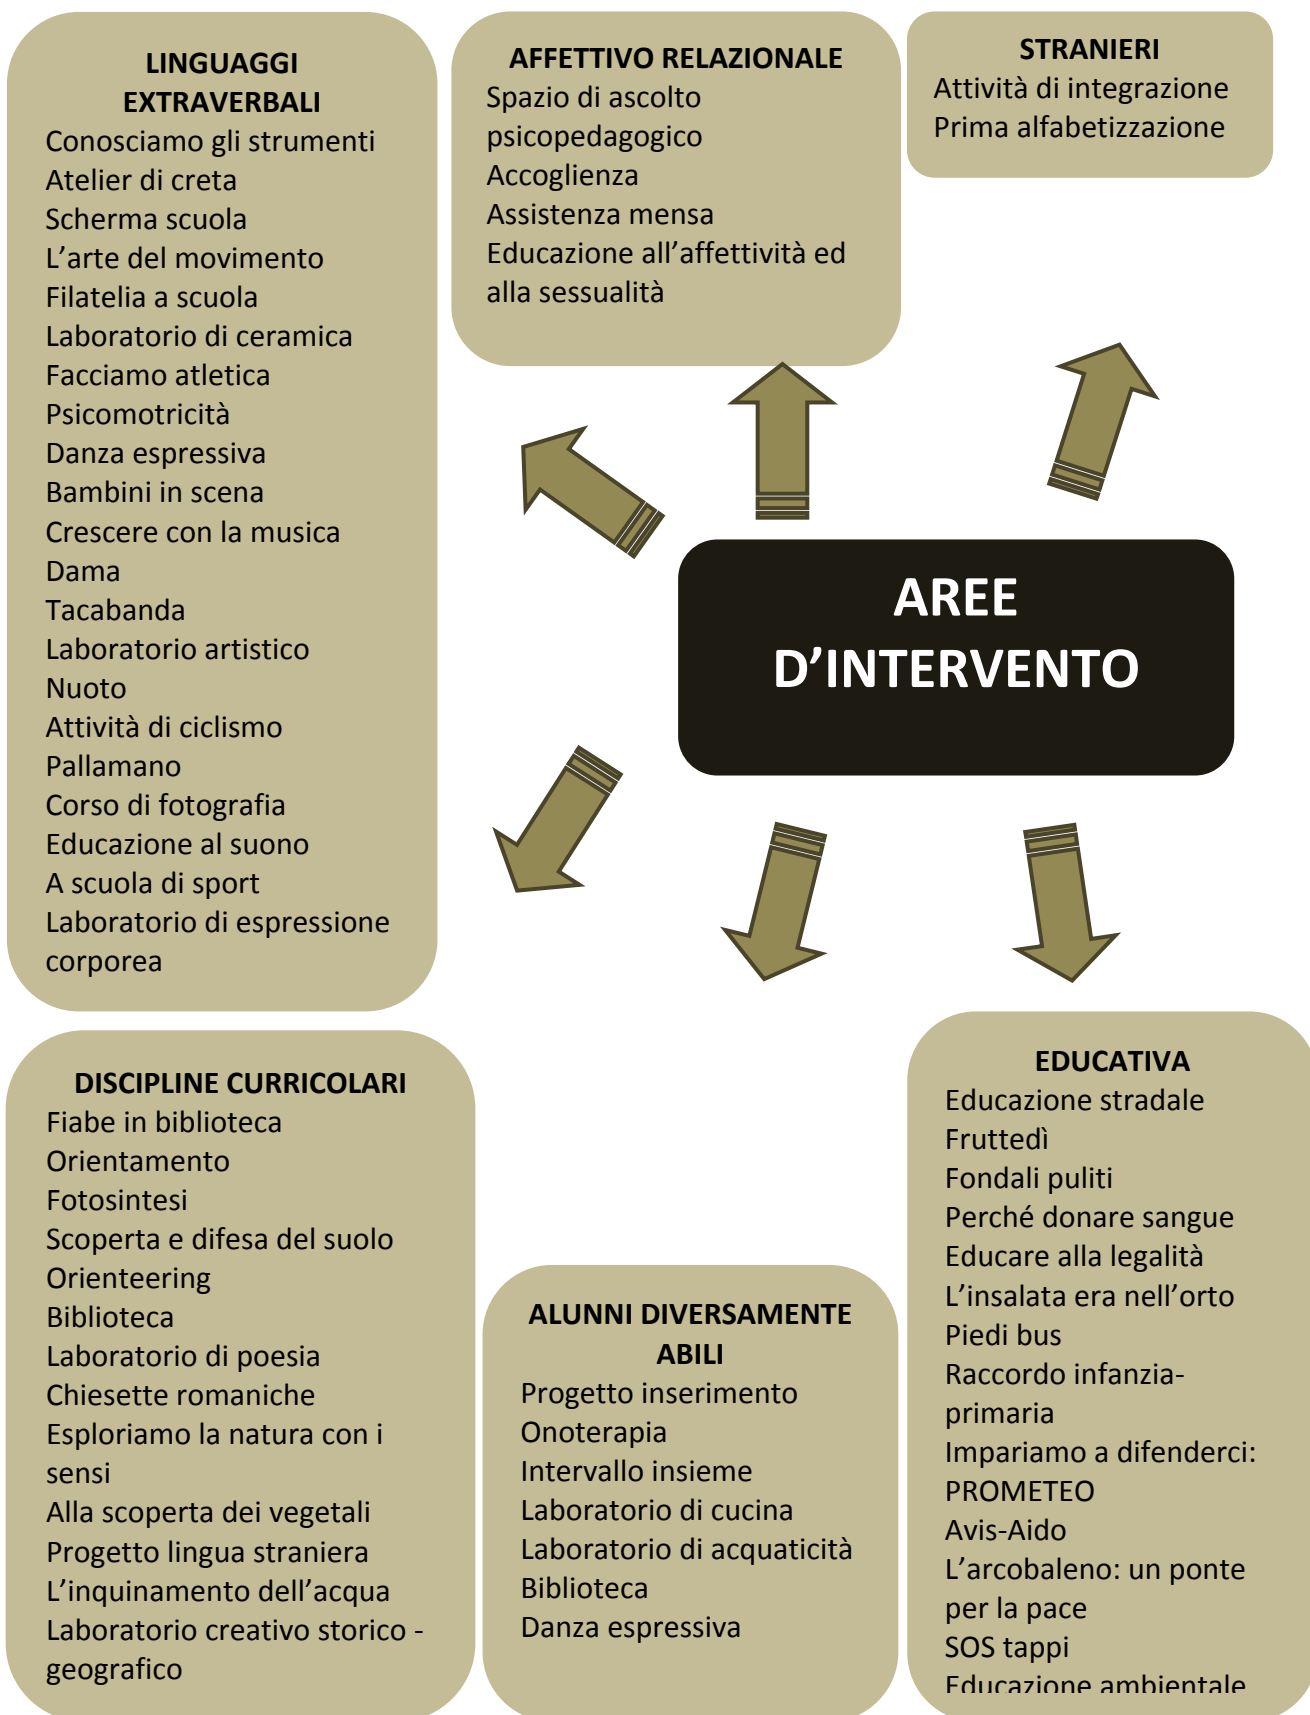 LINGUAGGI
EXTRAVERBALI
Conosciamo gli strumenti
Atelier di creta
Scherma scuola
L’arte del movimento
Filatelia a scuola
Laboratorio di ceramica
Facciamo atletica
Psicomotricità
Danza espressiva
Bambini in scena
Crescere con la musica
Dama
Tacabanda
Laboratorio artistico
Nuoto
Attività di ciclismo
Pallamano
Corso di fotografia
Educazione al suono
A scuola di sport
Laboratorio di espressione
corporea
AFFETTIVO RELAZIONALE
Spazio di ascolto
psicopedagogico
Accoglienza
Assistenza mensa
Educazione all’affettività ed
alla sessualità
STRANIERI
Attività di integrazione
Prima alfabetizzazione
AREE
D’INTERVENTO
DISCIPLINE CURRICOLARI
Fiabe in biblioteca
Orientamento
Fotosintesi
Scoperta e difesa del suolo
Orienteering
Biblioteca
Laboratorio di poesia
Chiesette romaniche
Esploriamo la natura con i
sensi
Alla scoperta dei vegetali
Progetto lingua straniera
L’inquinamento dell’acqua
Laboratorio creativo storico -
geografico
ALUNNI DIVERSAMENTE
ABILI
Progetto inserimento
Onoterapia
Intervallo insieme
Laboratorio di cucina
Laboratorio di acquaticità
Biblioteca
Danza espressiva
EDUCATIVA
Educazione stradale
Fruttedì
Fondali puliti
Perché donare sangue
Educare alla legalità
L’insalata era nell’orto
Piedi bus
Raccordo infanzia-
primaria
Impariamo a difenderci:
PROMETEO
Avis-Aido
L’arcobaleno: un ponte
per la pace
SOS tappi
Educazione ambientale